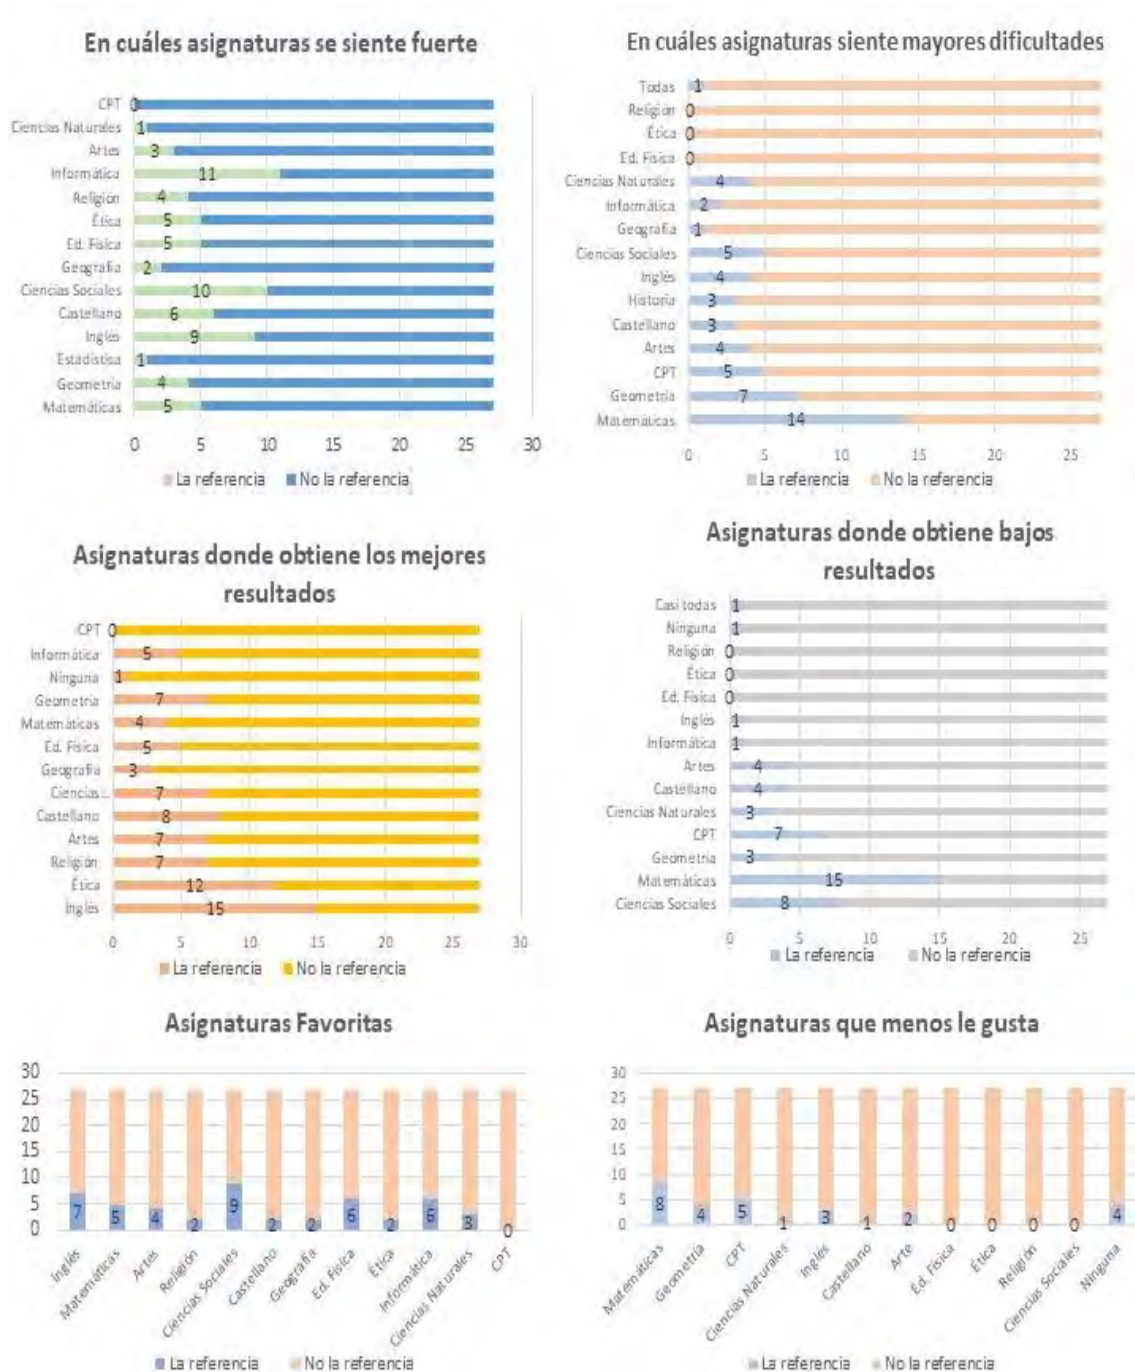 En cuáles asignaturas se siente fuerte
CPT 0
Ciencias Naturales 1
Artes 3
Informática 11
Religión 4
Ética 5
Ed. Física 5
Geografía 2
Ciencias Sociales 10
Castellano 6
Inglés 9
Estadística 1
Geometría 4
Matemáticas 5
0 5 10 15 20 25 30
La referencia No la referencia
En cuáles asignaturas siente mayores dificultades
Todas 1
Religión 0
Ética 0
Ed. Física 0
Ciencias Naturales 4
Informática 2
Geografía 1
Ciencias Sociales 5
Inglés 4
Historia 3
Castellano 3
Artes 4
CPT 5
Geometría 7
Matemáticas 14
0 5 10 15 20 25
La referencia No la referencia
Asignaturas donde obtiene los mejores
resultados
CPT 0
Informática 5
Ninguna 1
Geometría 7
Matemáticas 4
Ed. Física 5
Geografía 3
Ciencias... 7
Castellano 8
Artes 7
Religión 7
Ética 12
Inglés 15
0 5 10 15 20 25 30
La referencia No la referencia
Asignaturas donde obtiene bajos
resultados
Casi todas 1
Ninguna 1
Religión 0
Ética 0
Ed. Física 0
Inglés 1
Informática 1
Artes 4
Castellano 4
Ciencias Naturales 3
CPT 7
Geometría 3
Matemáticas 15
Ciencias Sociales 8
0 5 10 15 20 25
La referencia No la referencia
Asignaturas Favoritas
30
25
20
15
10
5
0
7 5 4 2 9 2 2 6 2 6 3 0
Inglés Matemáticas Artes Religión Ciencias Sociales Castellano Geografía Ed. Física Ética Informática Ciencias Naturales CPT
La referencia No la referencia
Asignaturas que menos le gusta
30
25
20
15
10
5
0
8 4 5 1 3 1 2 0 0 0 0 4
Matemáticas Geometría CPT Ciencias Naturales Inglés Castellano Arte Ed. Física Ética Religión Ciencias Sociales Ninguna
La referencia No la referencia